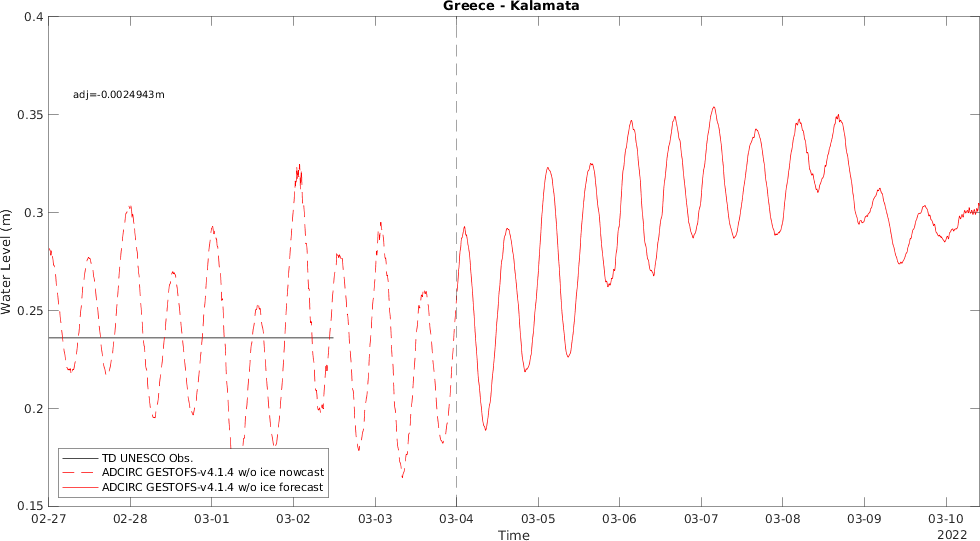 Greece - Kalamata
0.4
0.35
0.3
0.25
0.2
0.15
Water Level (m)
adj=-0.0024943m
TD UNESCO Obs.
ADCIRC GESTOFS-v4.1.4 w/o ice nowcast
ADCIRC GESTOFS-v4.1.4 w/o ice forecast
02-27 02-28 03-01 03-02 03-03 03-04 03-05 03-06 03-07 03-08 03-09 03-10
Time
2022